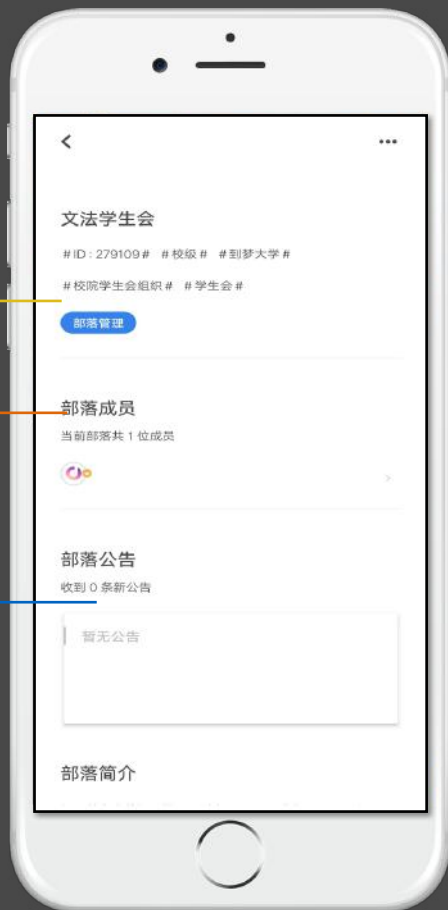 文法学生会
#ID：279109# #校级# #到梦大学#
#校院学生会组织# #学生会#
部落管理
部落成员
当前部落共 1 位成员
部落公告
收到 0 条新公告
暂无公告
部落简介